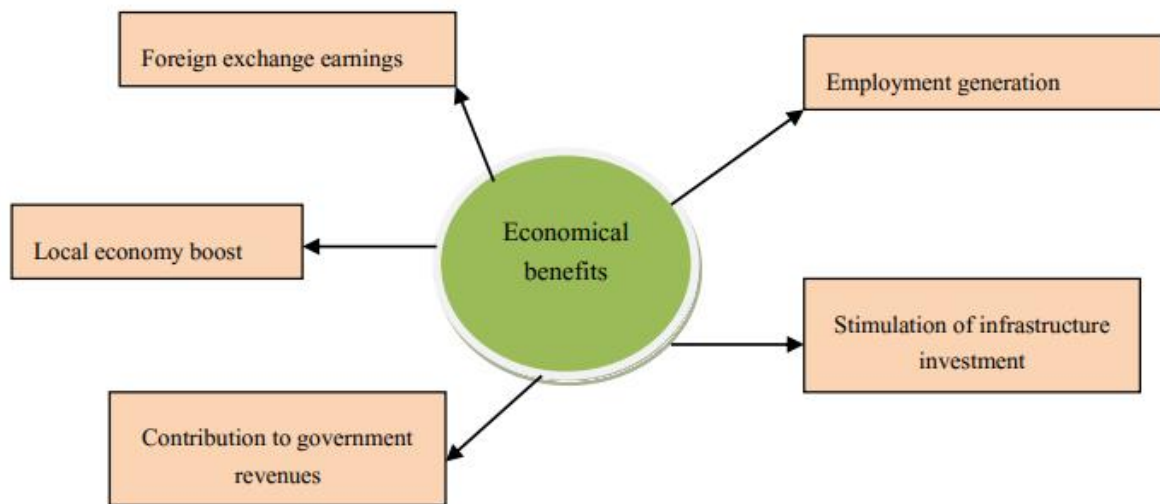 Foreign exchange earnings
Employment generation
Economical
benefits
Local economy boost
Stimulation of infrastructure
investment
Contribution to government
revenues